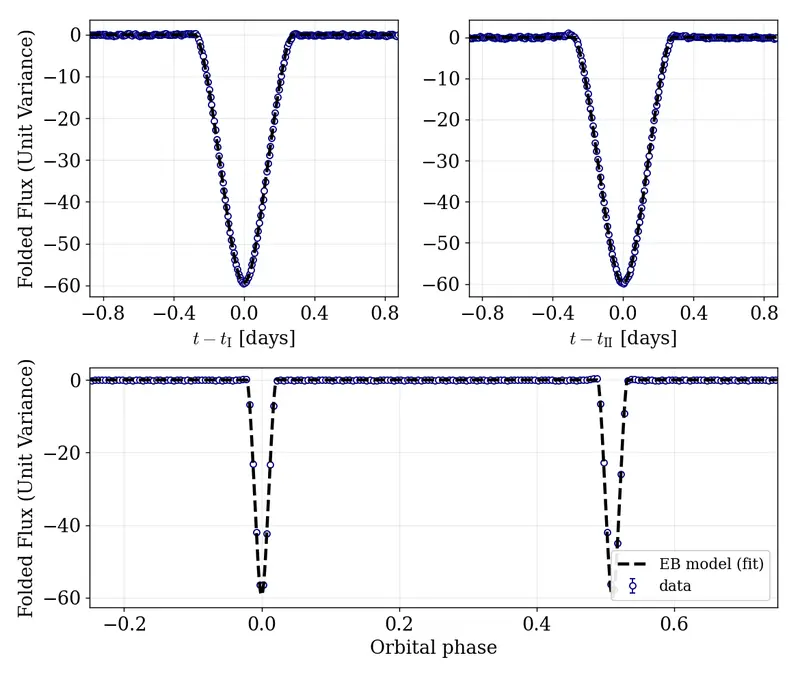 Folded Flux (Unit Variance)
0
−10
−20
−30
−40
−50
−60
−0.8 −0.4 0.0 0.4 0.8
t − tI [days]
0
−10
−20
−30
−40
−50
−60
−0.8 −0.4 0.0 0.4 0.8
t − tII [days]
Folded Flux (Unit Variance)
0
−20
−40
−60
EB model (fit)
data
−0.2 0.0 0.2 0.4 0.6
Orbital phase